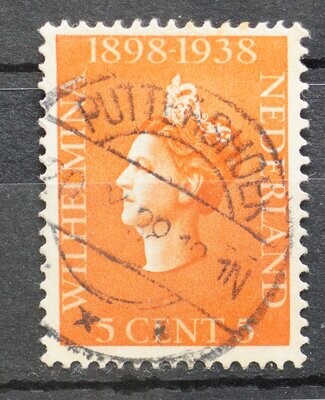 1898-1938
WILHELMINA
NEDERLAND
5 CENT 5
PUTTERSHOEK